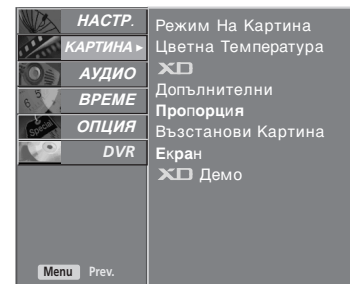 НАСТР.
КАРТИНА
АУДИО
ВРЕМЕ
ОПЦИЯ
DVR
Режим На Картина
Цветна Температура
XD
Допълнителни
Пропорция
Възстанови Картина
Екран
XD Демо
Special
Menu Prev.